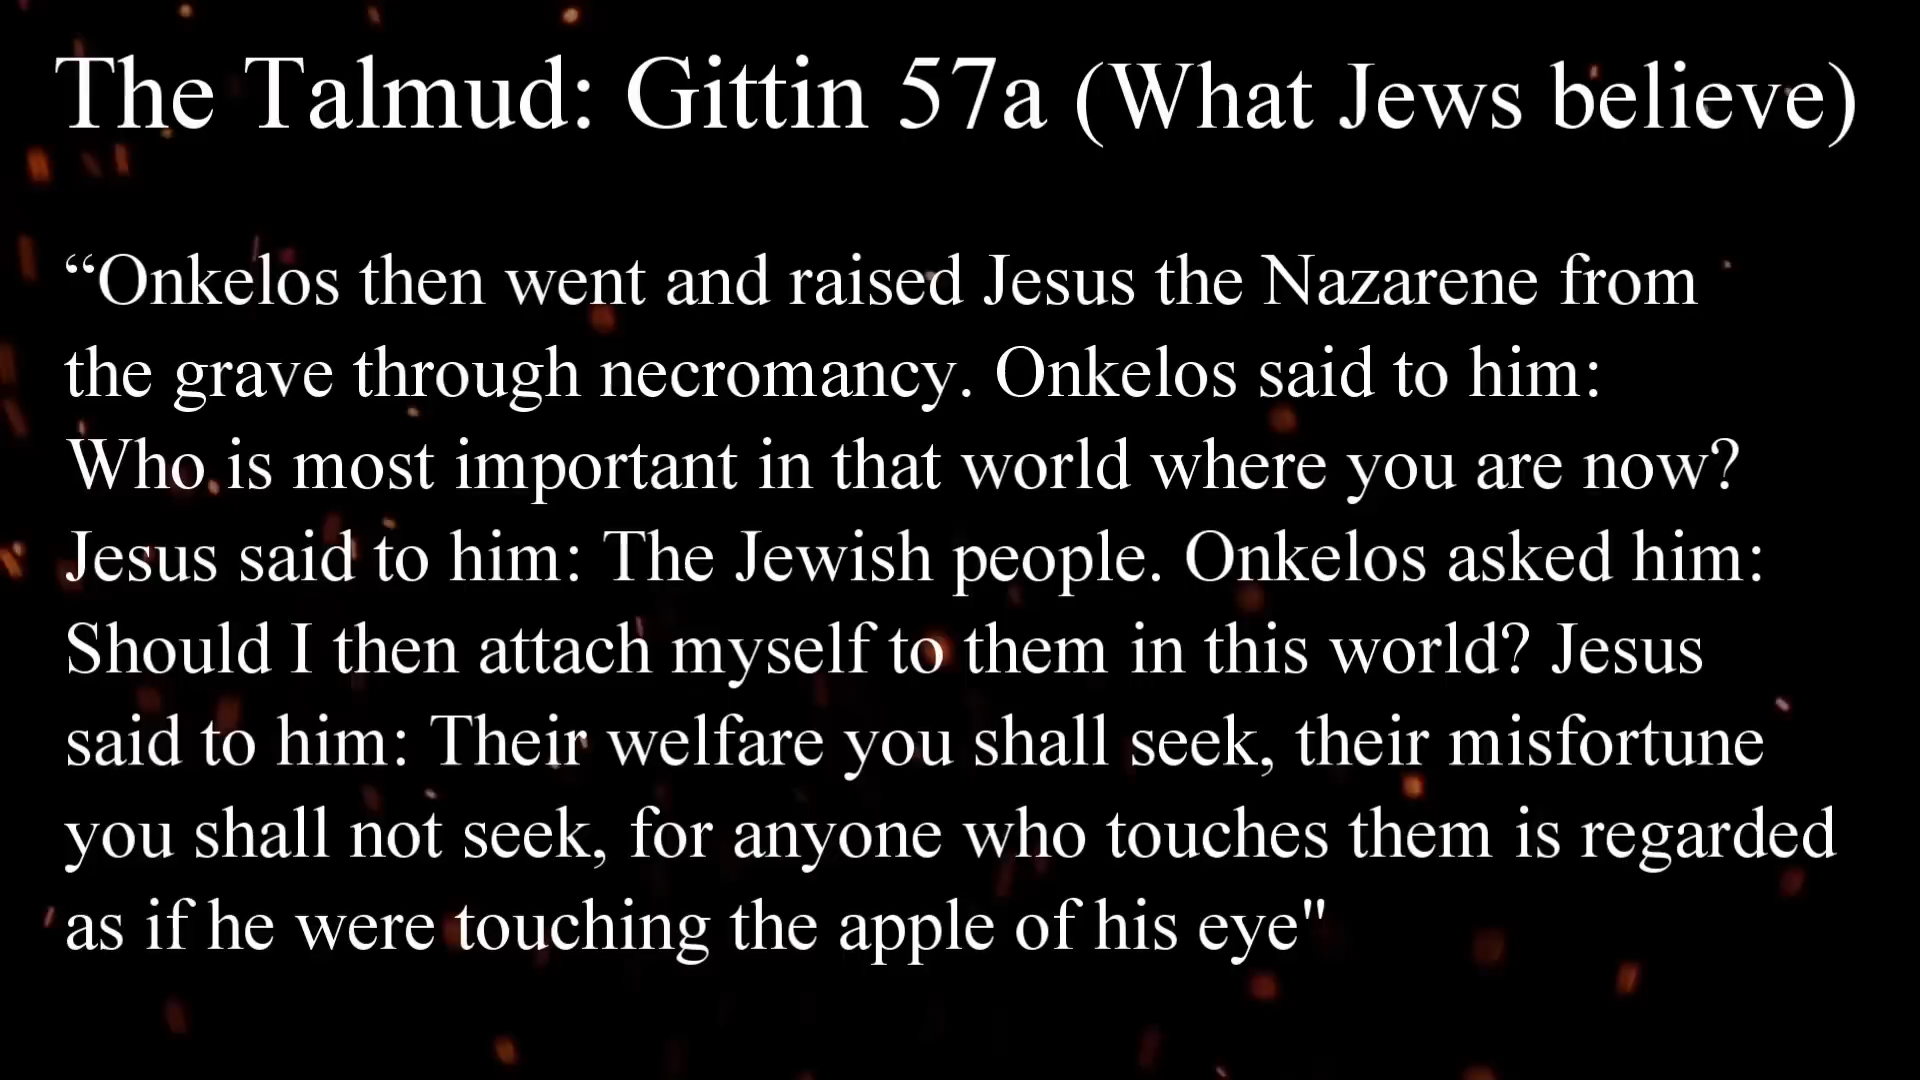 The Talmud: Gittin 57a (What Jews believe)
“Onkelos then went and raised Jesus the Nazarene from
the grave through necromancy. Onkelos said to him:
Who is most important in that world where you are now?
Jesus said to him: The Jewish people. Onkelos asked him:
Should I then attach myself to them in this world? Jesus
said to him: Their welfare you shall seek, their misfortune
you shall not seek, for anyone who touches them is regarded
as if he were touching the apple of his eye"